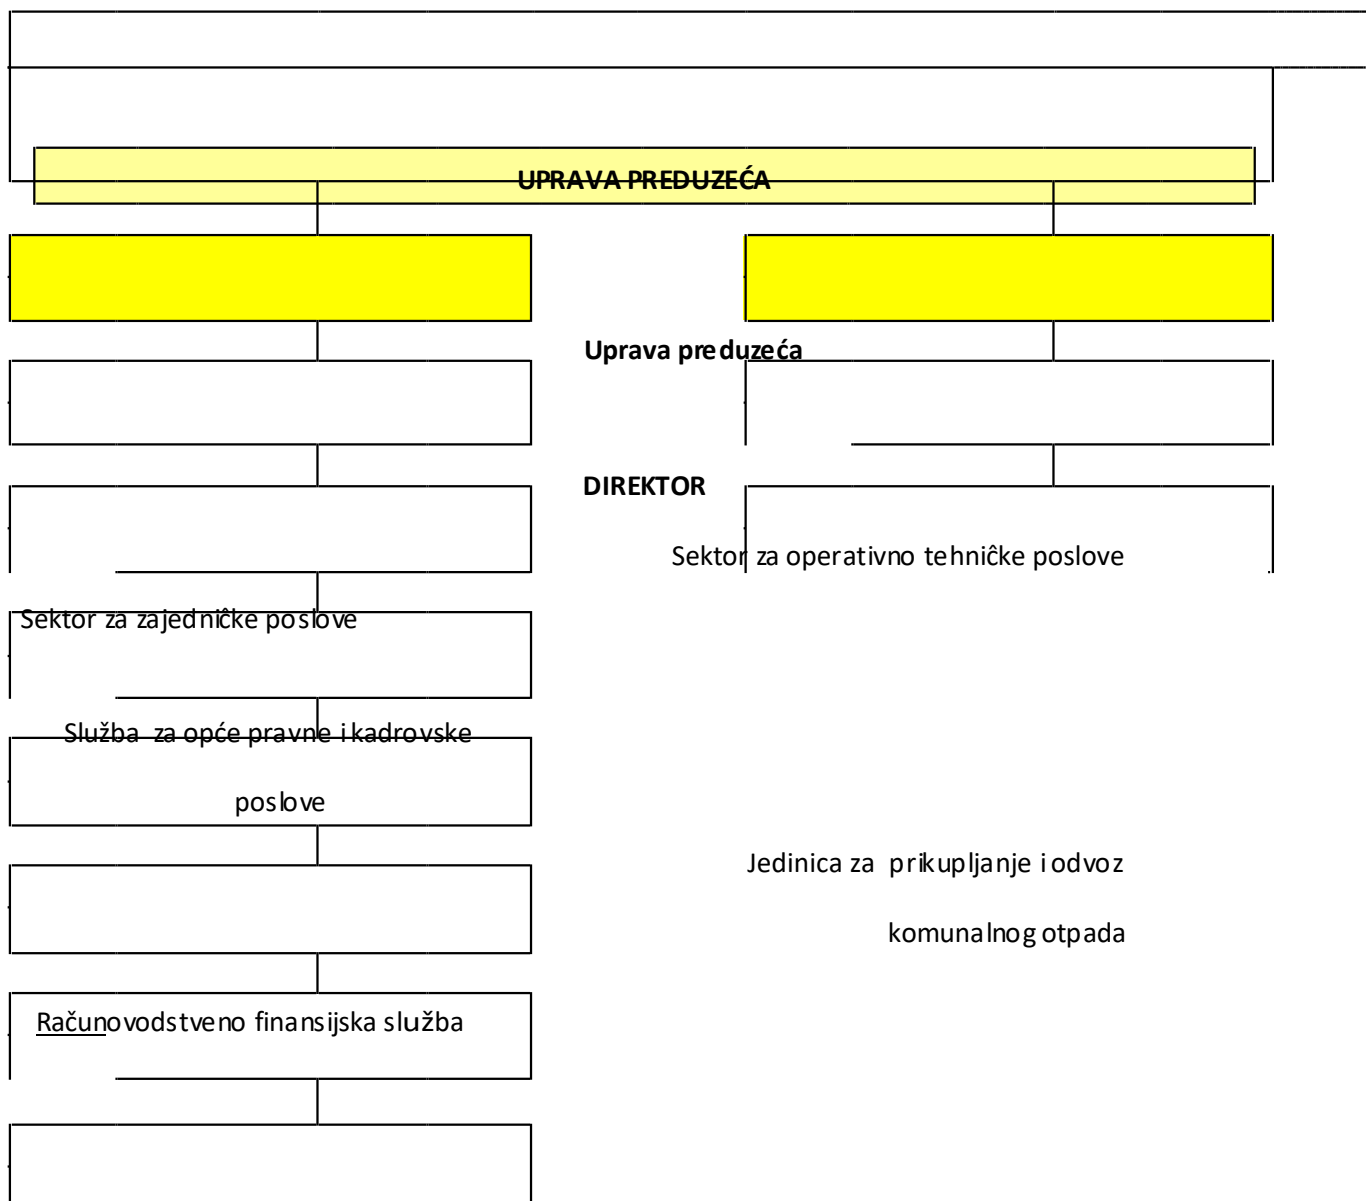 UPRAVA PREDUZEĆA
Uprava preduzeća
DIREKTOR
Sektor za operativno tehničke poslove
Sektor za zajedničke poslove
Služba za opće pravne i kadrovske
poslove
Jedinica za prikupljanje i odvoz
komunalnog otpada
Računovodstveno finansijska služba